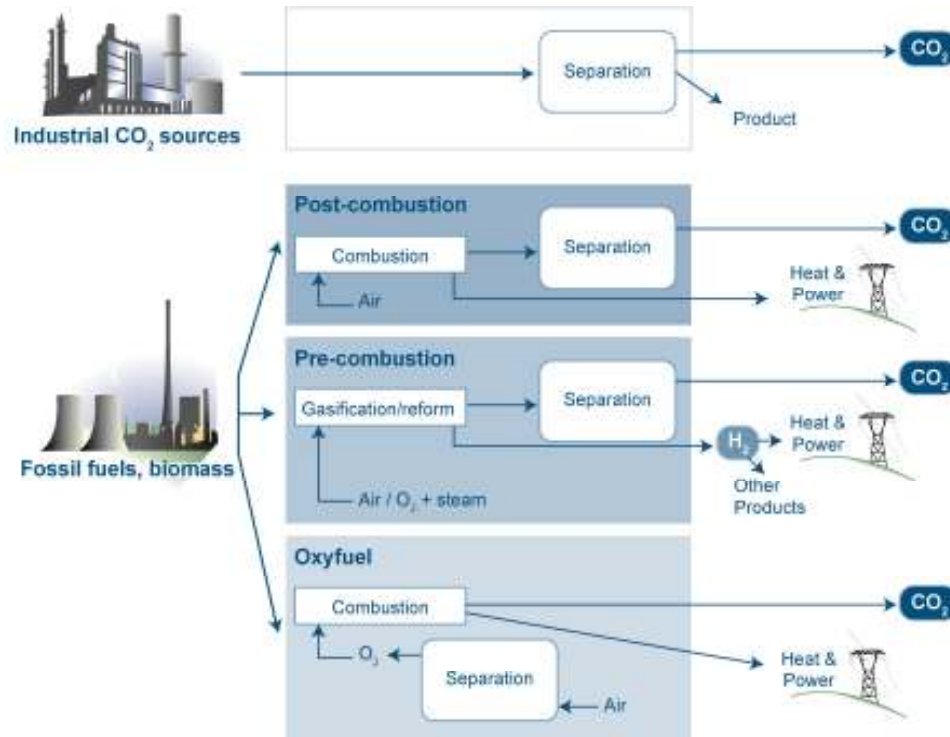 CO₂
Separation
Product
Industrial CO₂ sources
Post-combustion
CO₂
Separation
Combustion
Heat &
Power
Air
Pre-combustion
CO₂
Separation
Gasification/reform
Heat &
Power
H₂
Fossil fuels, biomass
Air / O₂ + steam
Other
Products
Oxyfuel
CO₂
Combustion
O₂
Separation
Heat &
Power
Air